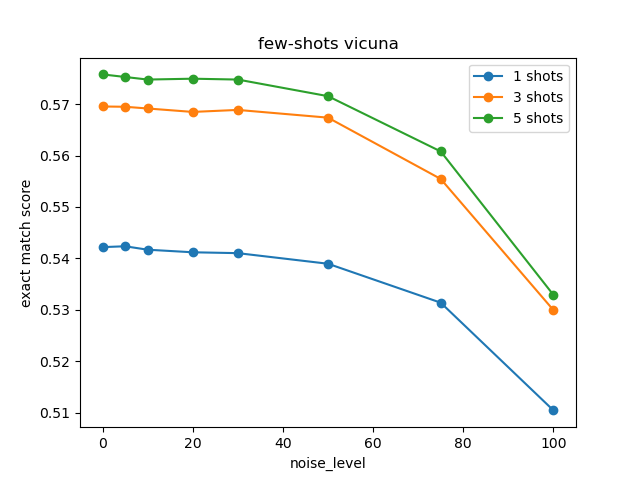 few-shots vicuna
1 shots
3 shots
5 shots
exact match score
0.57
0.56
0.55
0.54
0.53
0.52
0.51
0 20 40 60 80 100
noise_level